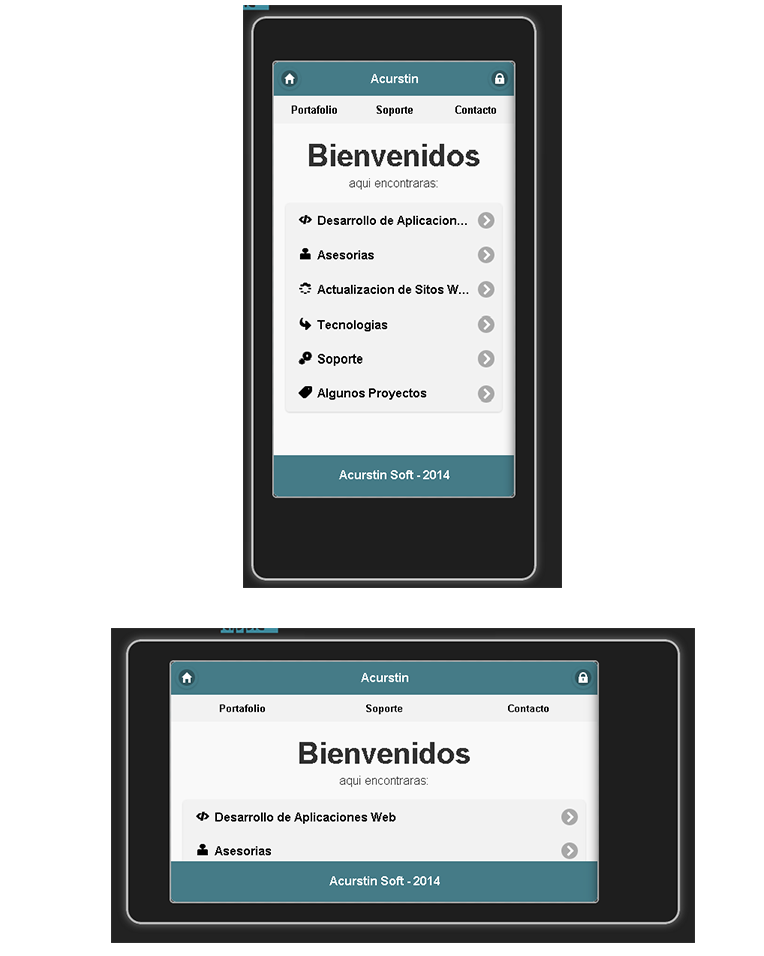 Acurstin
Portafolio Soporte Contacto
Bienvenidos
aqui encontraras:
Desarrollo de Aplicacion...
Asesorias
Actualizacion de Sitos W...
Tecnologias
Soporte
Algunos Proyectos
Acurstin Soft - 2014
Acurstin
Portafolio Soporte Contacto
Bienvenidos
aqui encontraras:
Desarrollo de Aplicaciones Web
Asesorias
Acurstin Soft - 2014